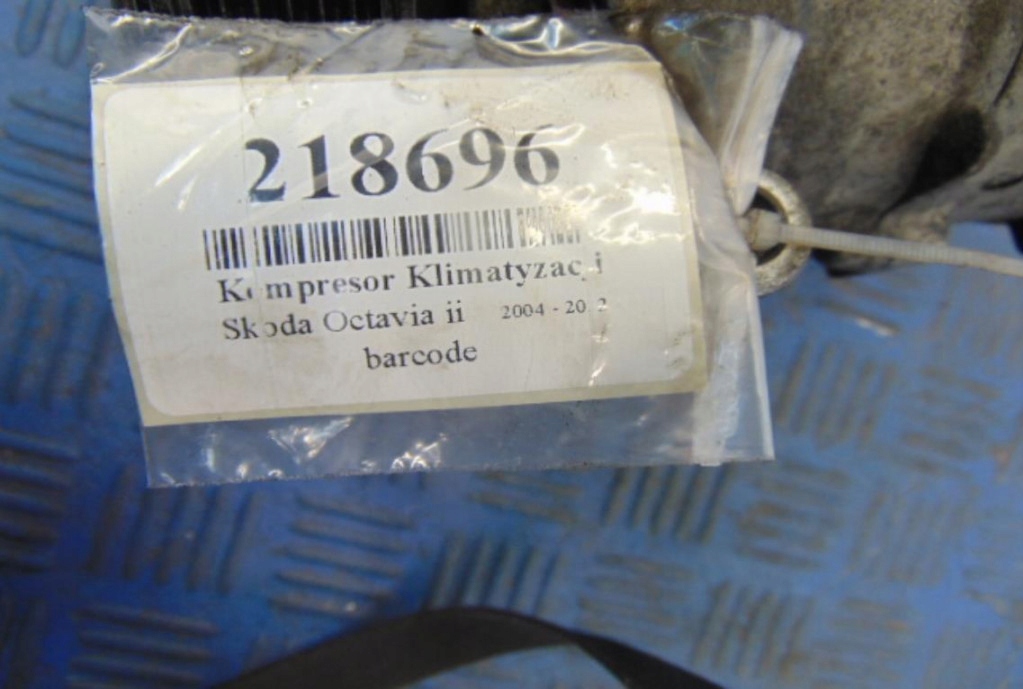 218696
Kompresor Klimatyzacji
Skoda Octavia ii 2004 - 2012
barcode